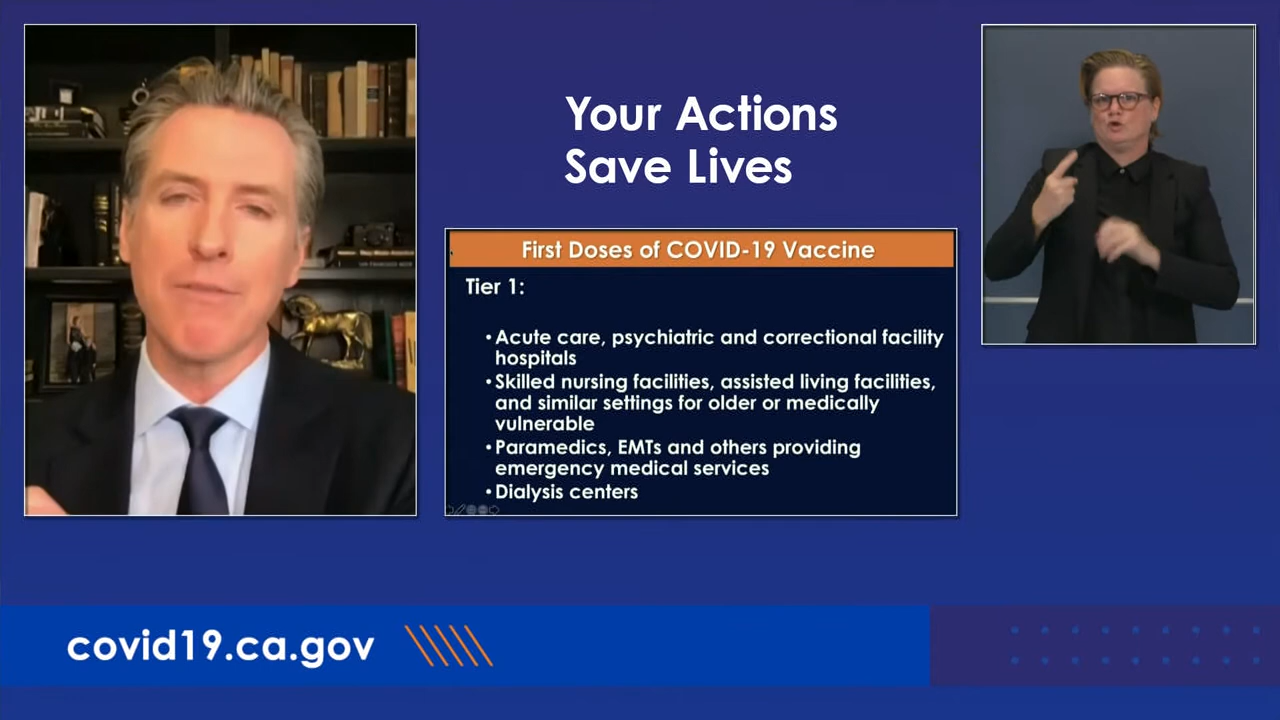 Your Actions
Save Lives
First Doses of COVID-19 Vaccine
Tier 1:
•Acute care, psychiatric and correctional facility
hospitals
•Skilled nursing facilities, assisted living facilities,
and similar settings for older or medically
vulnerable
•Paramedics, EMTs and others providing
emergency medical services
•Dialysis centers
covid19.ca.gov